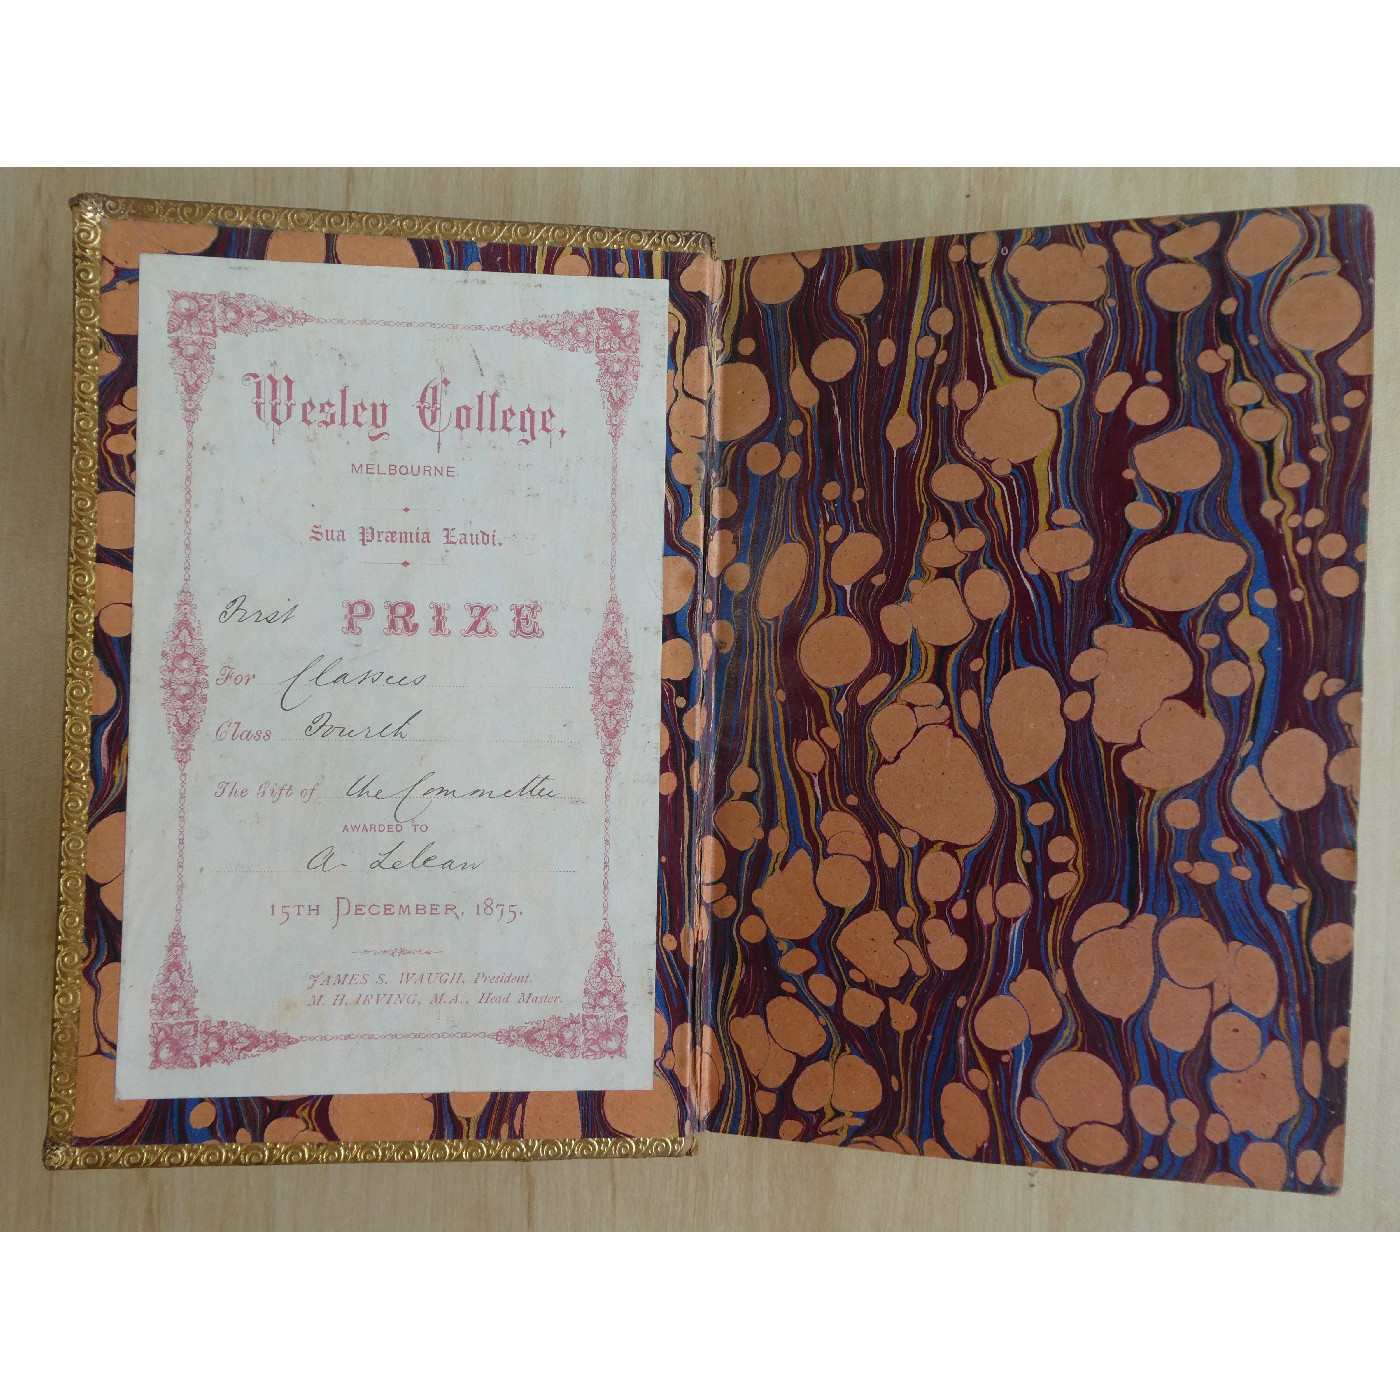 Wesley College,
MELBOURNE.
Sua Præmia Laudi.
First PRIZE
For Classics
Class Fourth
The Gift of the Committee
AWARDED TO
A. Lelean
15TH DECEMBER, 1875.
JAMES S. WAUGH, President.
M. H. IRVING, M.A., Head Master.